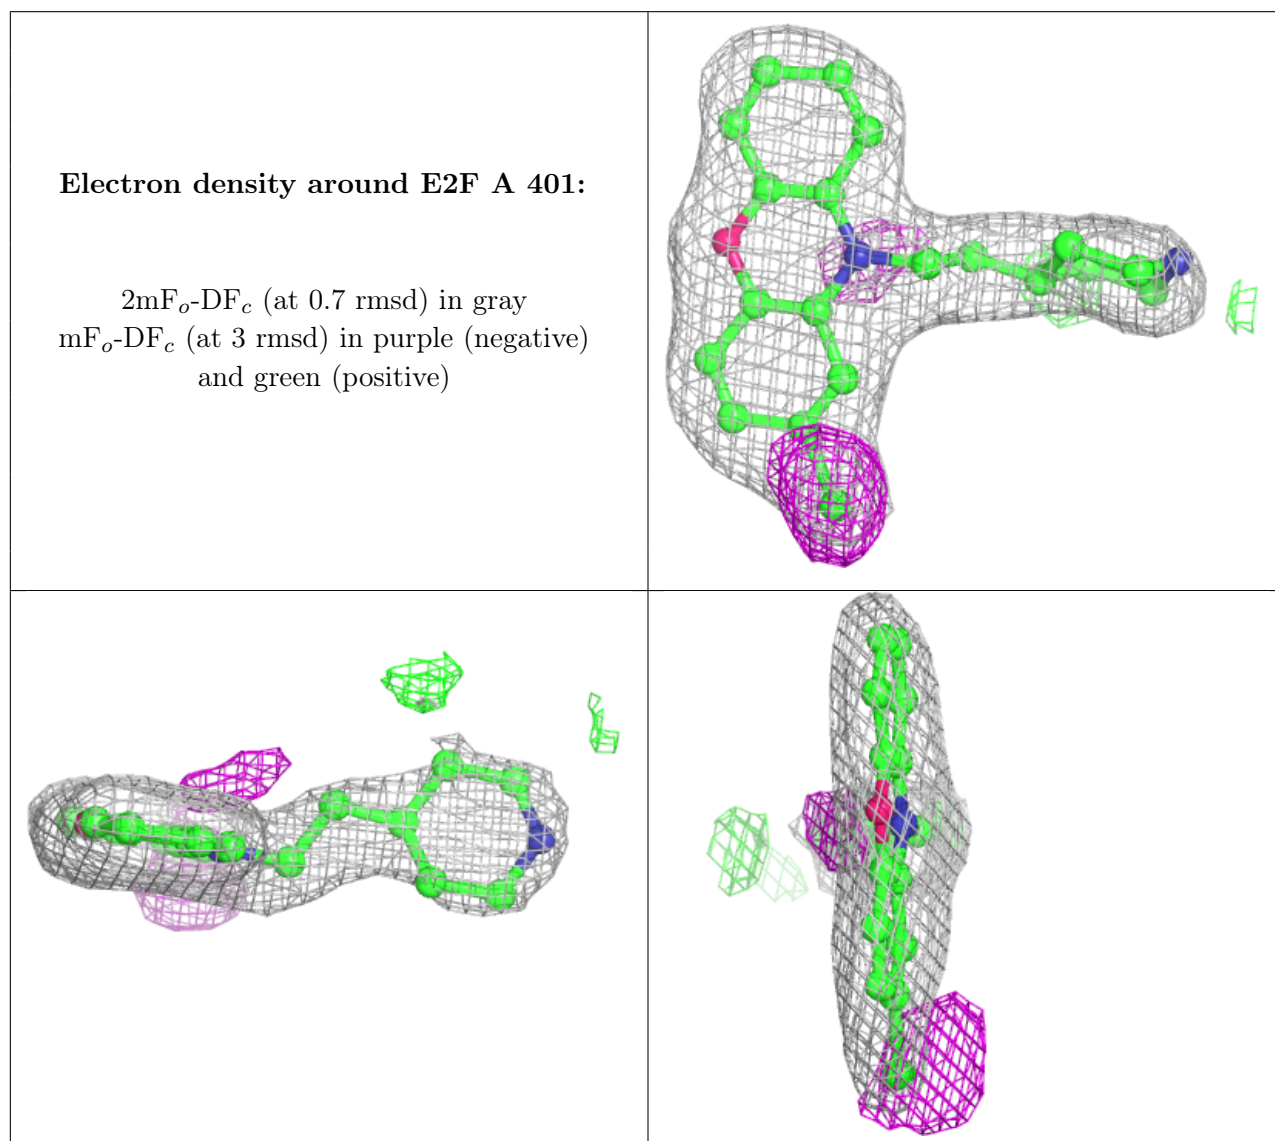 Electron density around E2F A 401:
2mFo-DFc (at 0.7 rmsd) in gray
mFo-DFc (at 3 rmsd) in purple (negative)
and green (positive)